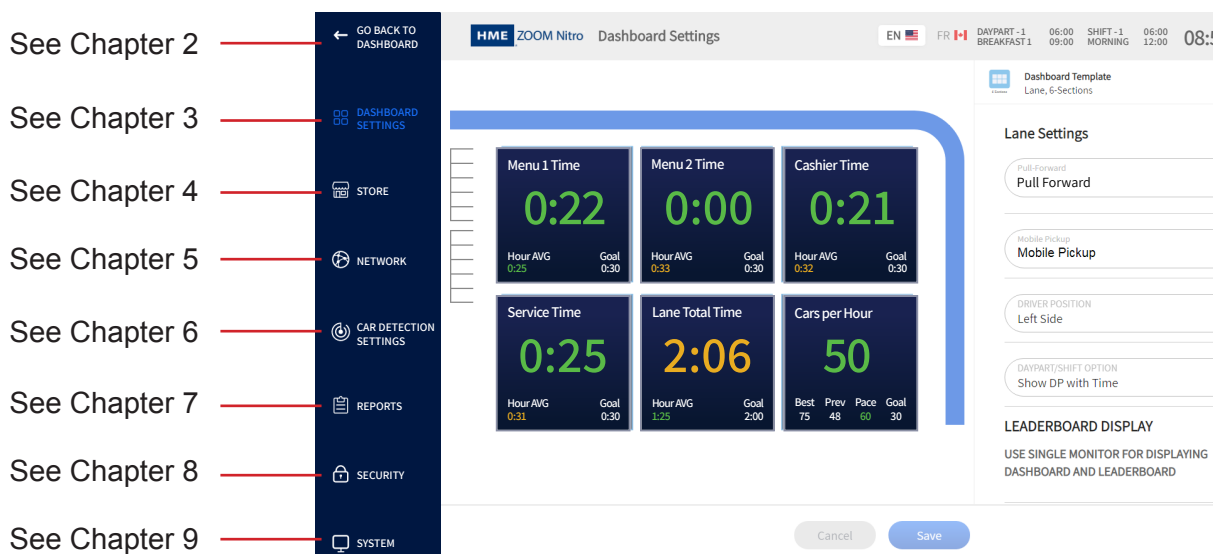 See Chapter 2
See Chapter 3
See Chapter 4
See Chapter 5
See Chapter 6
See Chapter 7
See Chapter 8
See Chapter 9
GO BACK TO
DASHBOARD
DASHBOARD
SETTINGS
STORE
NETWORK
CAR DETECTION
SETTINGS
REPORTS
SECURITY
SYSTEM
HME ZOOM Nitro Dashboard Settings
EN FR
DAYPART - 1 06:00 SHIFT - 1 06:00
BREAKFAST 1 09:00 MORNING 12:00
08:5
Menu 1 Time
0:22
Hour AVG Goal
0:25 0:30
Menu 2 Time
0:00
Hour AVG Goal
0:33 0:30
Cashier Time
0:21
Hour AVG Goal
0:32 0:30
Service Time
0:25
Hour AVG Goal
0:31 0:30
Lane Total Time
2:06
Hour AVG Goal
1:25 2:00
Cars per Hour
50
Best Prev Pace Goal
75 48 60 30
Dashboard Template
Lane, 6-Sections
Lane Settings
Pull-Forward
Pull Forward
Mobile Pickup
Mobile Pickup
DRIVER POSITION
Left Side
DAYPART/SHIFT OPTION
Show DP with Time
LEADERBOARD DISPLAY
USE SINGLE MONITOR FOR DISPLAYING
DASHBOARD AND LEADERBOARD
Cancel
Save